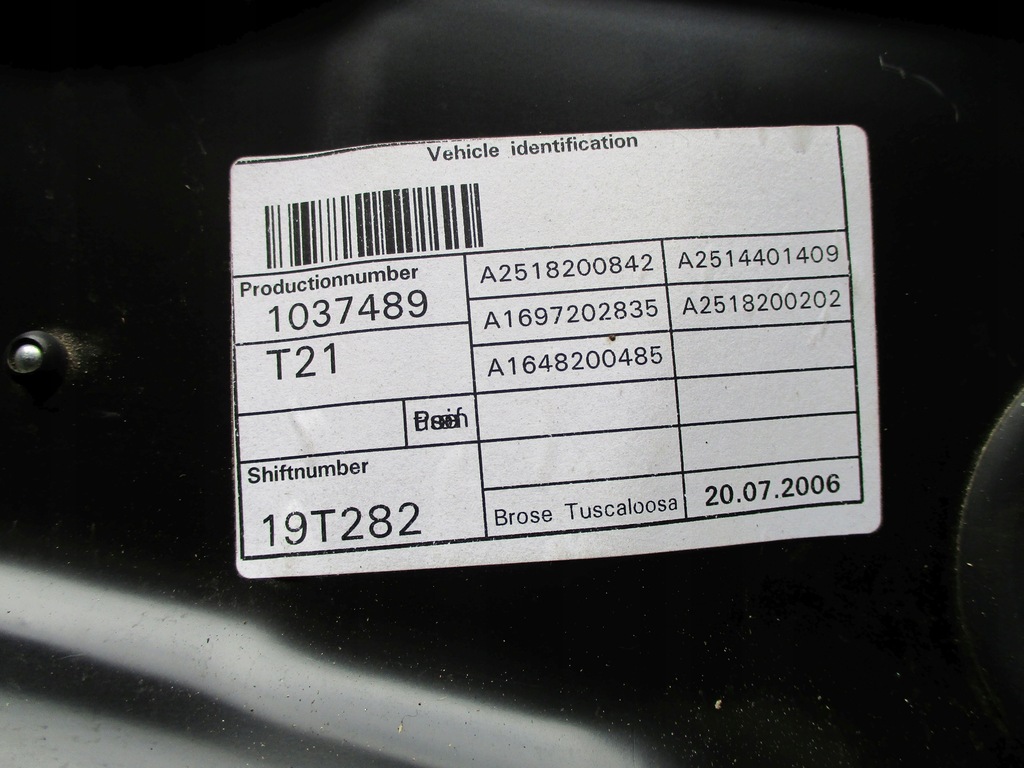 Vehicle identification
Productionnumber
1037489
T21
Shiftnumber
19T282
A2518200842 A2514401409
A1697202835 A2518200202
A1648200485
Brose Tuscaloosa 20.07.2006